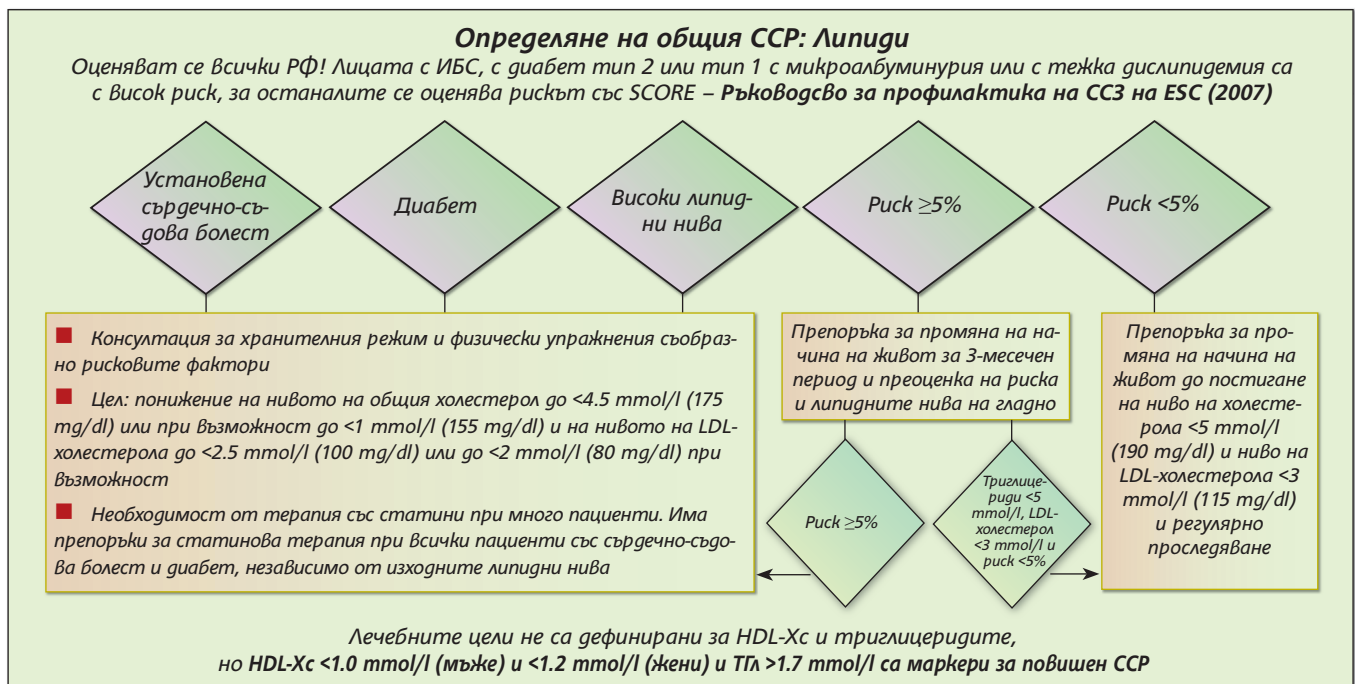 Определяне на общия ССР: Липиди
Оценяват се всички РФ! Лицата с ИБС, с диабет тип 2 или тип 1 с микроалбуминурия или с тежка дислипидемия са
с висок риск, за останалите се оценява рискът със SCORE – Ръководсво за профилактика на ССЗ на ESC (2007)
Установена
сърдечно-съ-
дова болест
Диабет
Високи липид-
ни нива
Риск ≥5%
Риск <5%
■ Консултация за хранителния режим и физически упражнения съобраз-
но рисковите фактори
■ Цел: понижение на нивото на общия холестерол до <4.5 mmol/l (175
mg/dl) или при възможност до <1 mmol/l (155 mg/dl) и на нивото на LDL-
холестерола до <2.5 mmol/l (100 mg/dl) или до <2 mmol/l (80 mg/dl) при
възможност
■ Необходимост от терапия със статини при много пациенти. Има
препоръки за статинова терапия при всички пациенти със сърдечно-съдо-
ва болест и диабет, независимо от изходните липидни нива
Препоръка за промяна на на-
чина на живот за 3-месечен
период и преоценка на риска
и липидните нива на гладно
Риск ≥5%
Триглице-
риди <5
mmol/l, LDL-
холестерол
<3 mmol/l и
риск <5%
Препоръка за про-
мяна на начина на
живот до постигане
на ниво на холесте-
рола <5 mmol/l
(190 mg/dl) и ниво на
LDL-холестерола <3
mmol/l (115 mg/dl)
и регулярно
проследяване
Лечебните цели не са дефинирани за HDL-Хс и триглицеридите,
но HDL-Хс <1.0 mmol/l (мъже) и <1.2 mmol/l (жени) и ТГл >1.7 mmol/l са маркери за повишен ССР